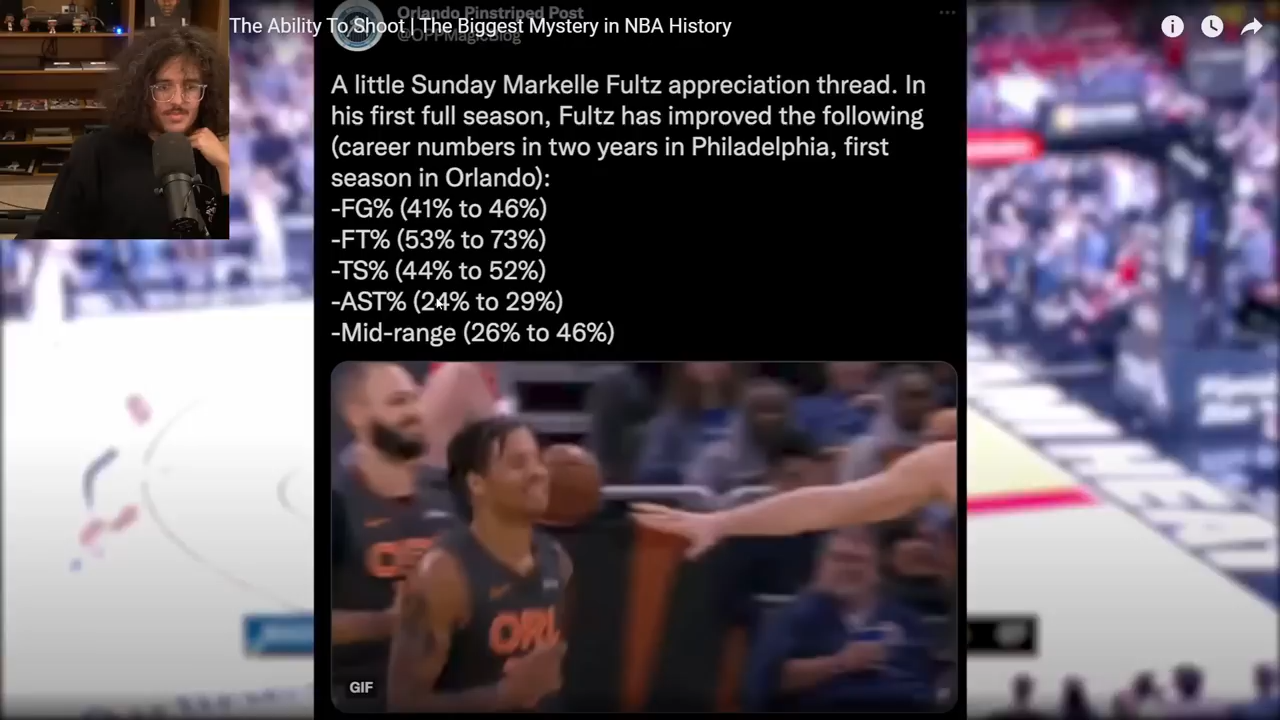 Orlando Pinstriped Post
The Ability To Shoot | The Biggest Mystery in NBA History
@OPPMagicBlog
A little Sunday Markelle Fultz appreciation thread. In
his first full season, Fultz has improved the following
(career numbers in two years in Philadelphia, first
season in Orlando):
-FG% (41% to 46%)
-FT% (53% to 73%)
-TS% (44% to 52%)
-AST% (24% to 29%)
-Mid-range (26% to 46%)
GIF